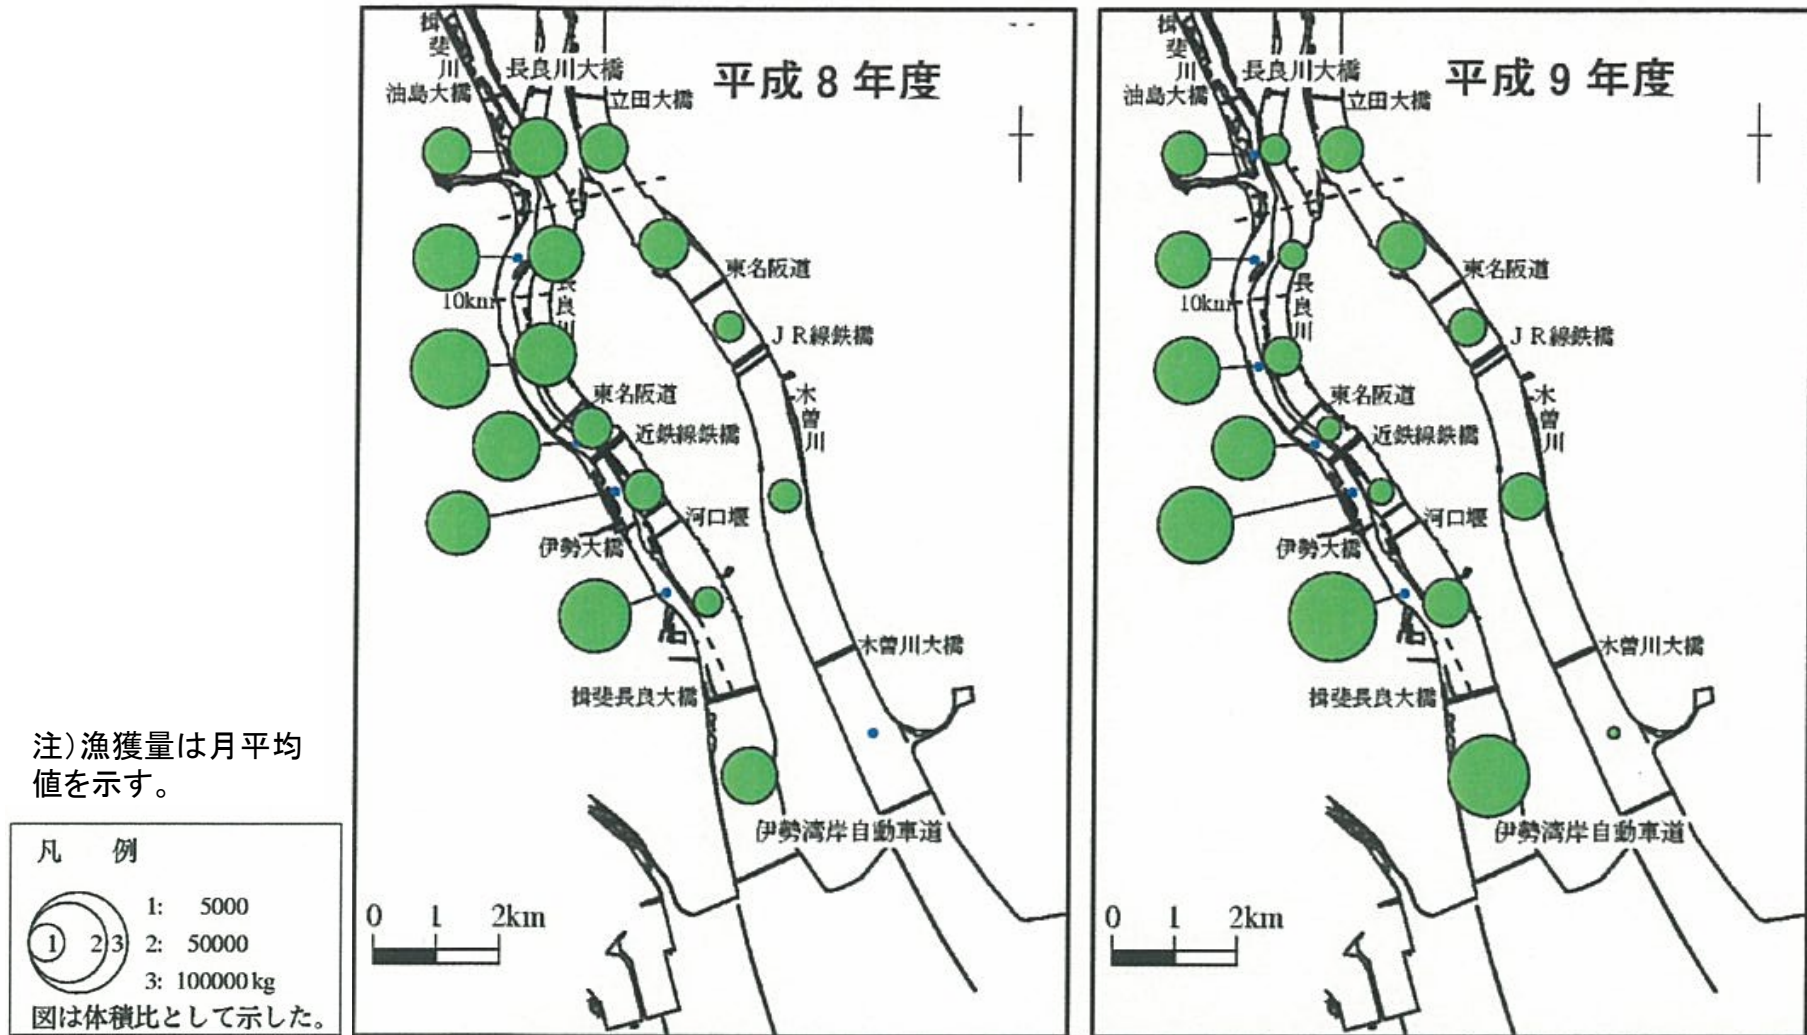 注)漁獲量は月平均
値を示す。
凡 例
1 2 3
1: 5000
2: 50000
3: 100000 kg
図は体積比として示した。
平成8年度
揖斐川
長良川大橋
油島大橋
立田大橋
東名阪道
10km
長良川
JR線鉄橋
木曽川
東名阪道
近鉄線鉄橋
河口堰
伊勢大橋
木曽川大橋
揖斐長良大橋
伊勢湾岸自動車道
0 1 2km
平成9年度
揖斐川
長良川大橋
油島大橋
立田大橋
東名阪道
10km
長良川
JR線鉄橋
木曽川
東名阪道
近鉄線鉄橋
河口堰
伊勢大橋
木曽川大橋
揖斐長良大橋
伊勢湾岸自動車道
0 1 2km